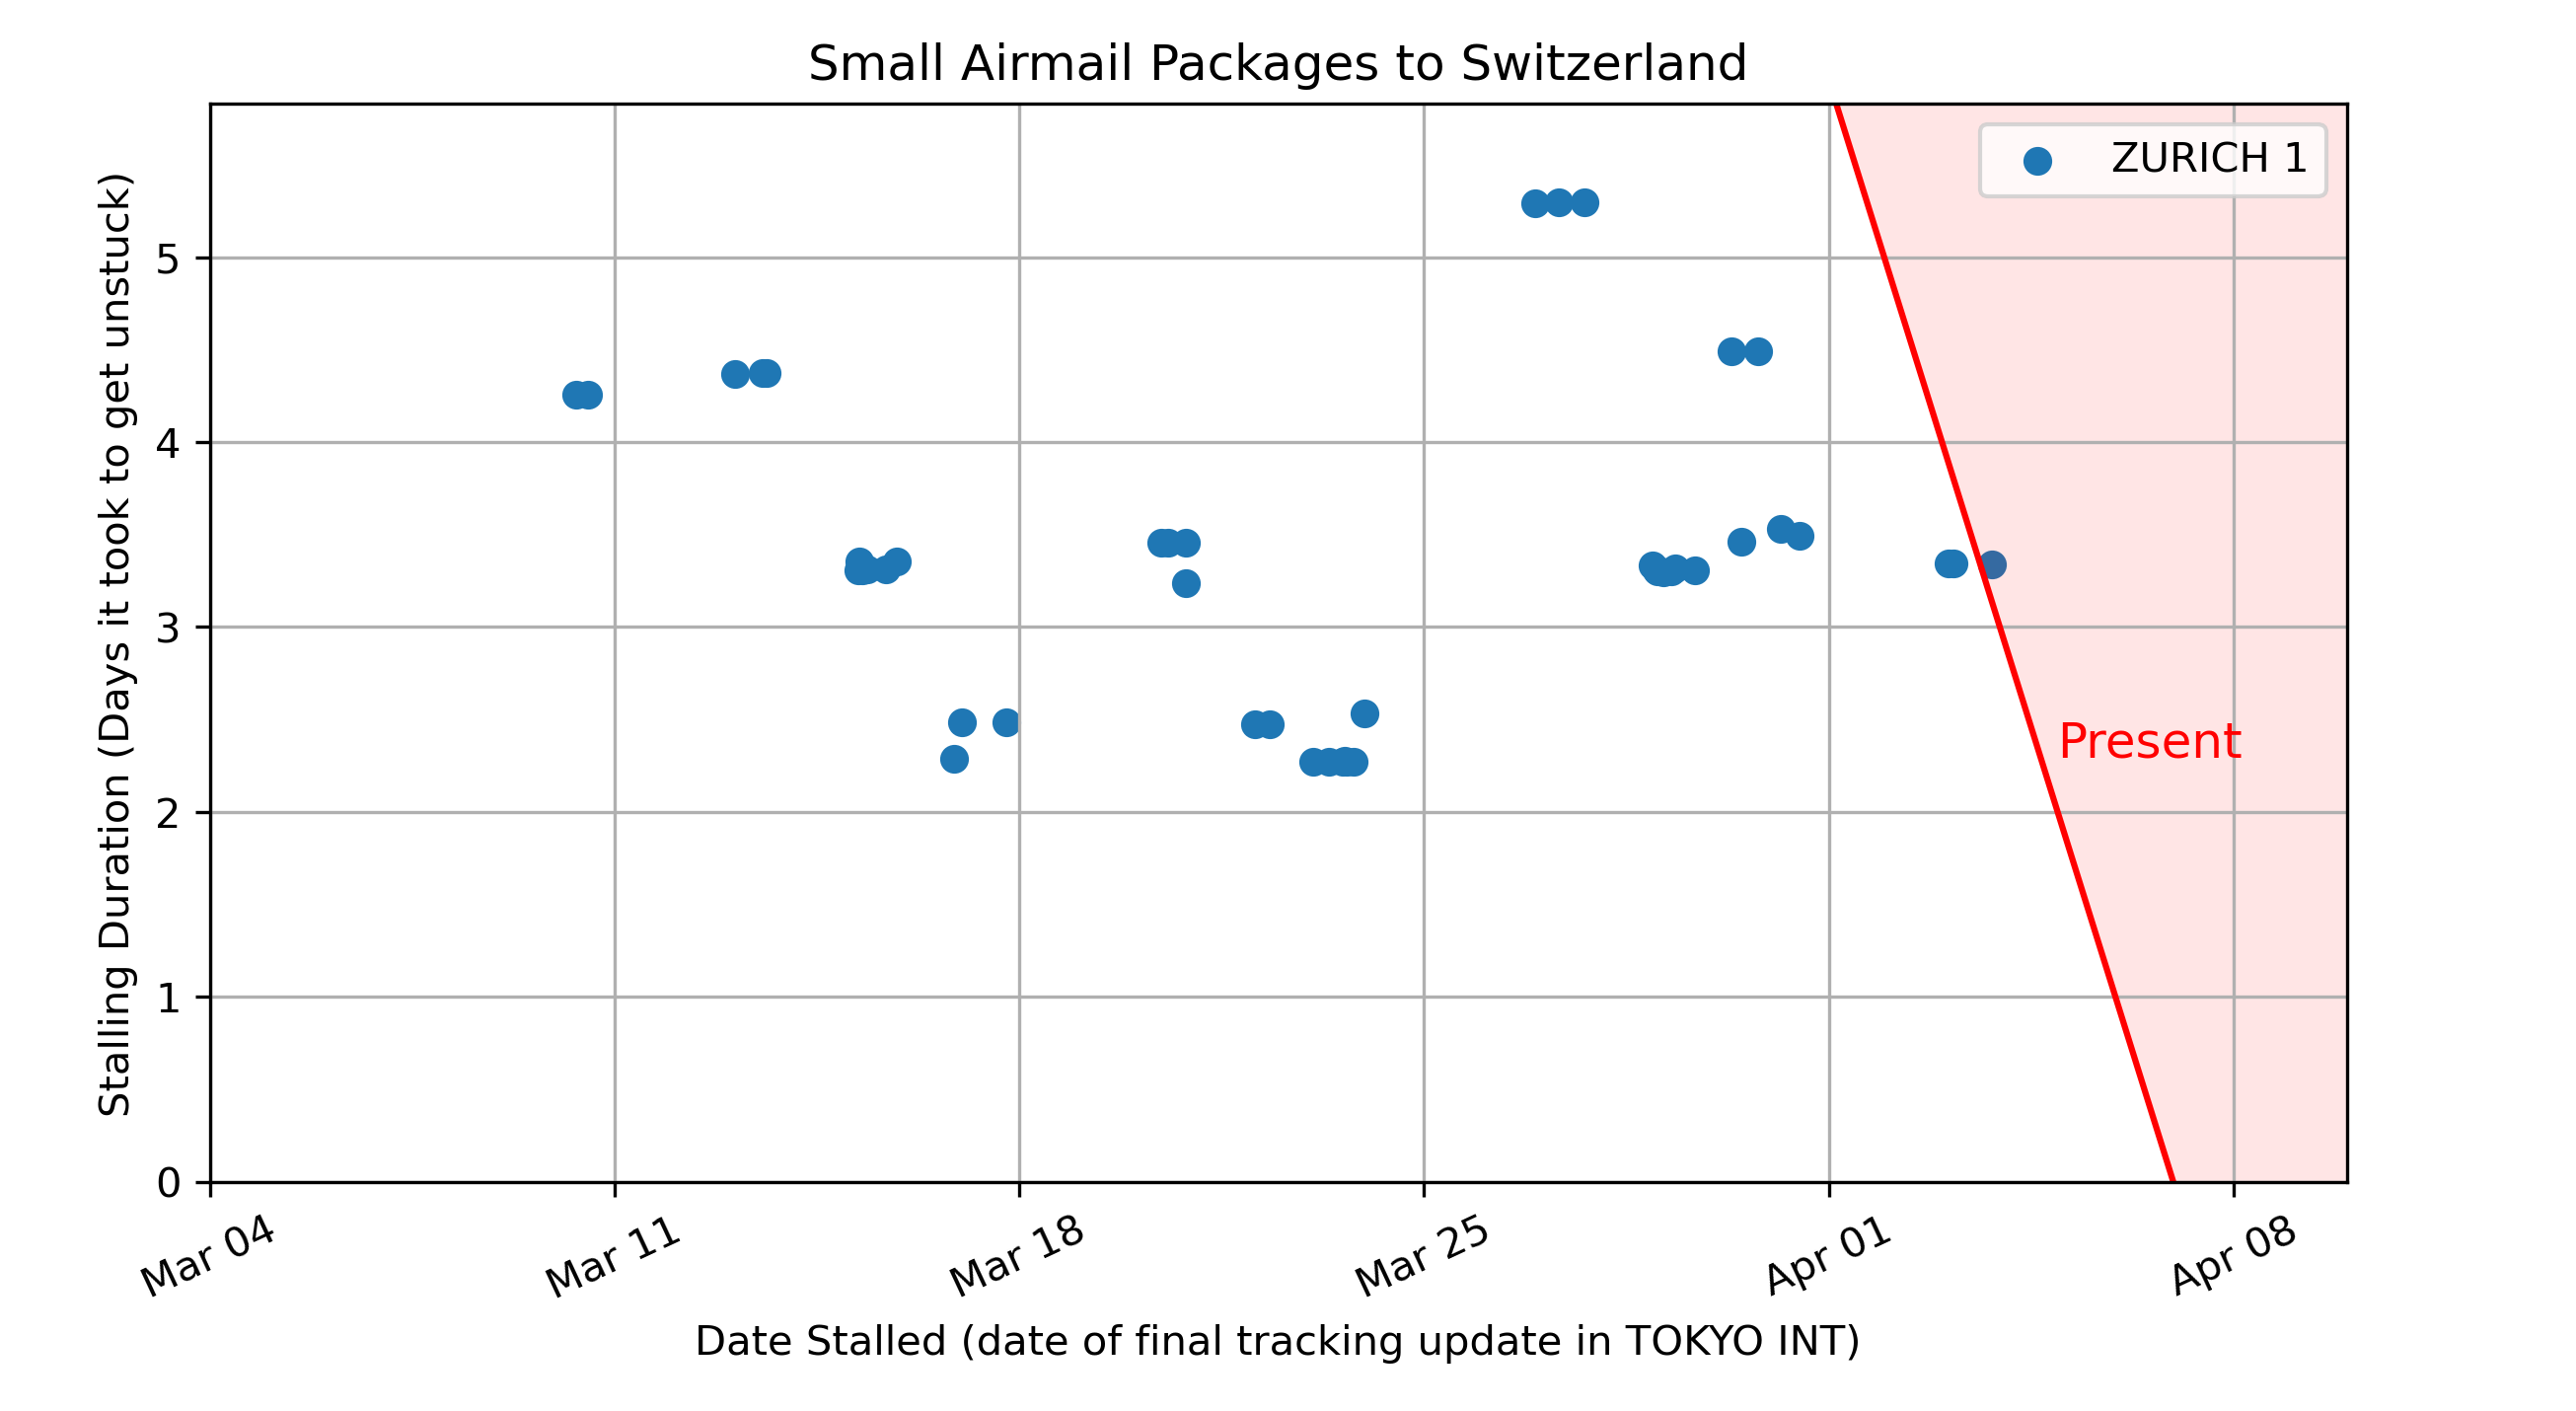 Small Airmail Packages to Switzerland
ZURICH 1
Stalling Duration (Days it took to get unstuck)
5
4
3
2
1
0
Present
Mar 04
Mar 11
Mar 18
Mar 25
Apr 01
Apr 08
Date Stalled (date of final tracking update in TOKYO INT)